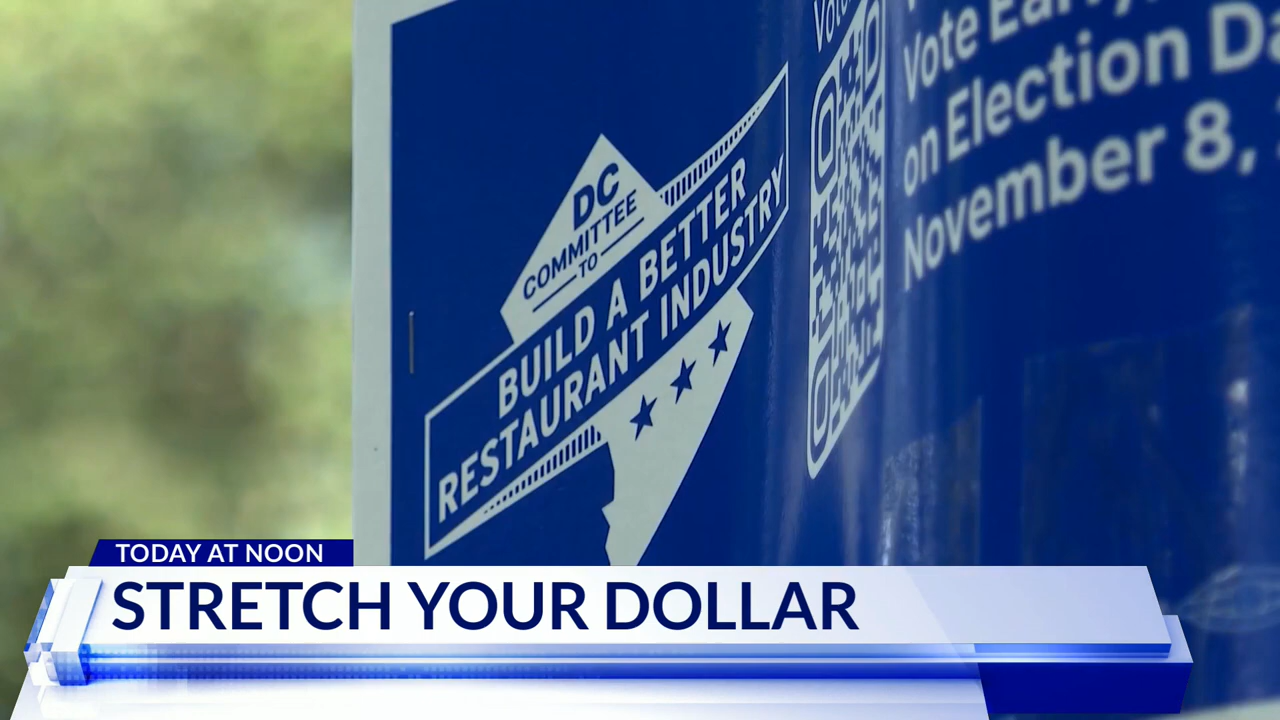 DC
COMMITTEE
TO
BUILD A BETTER
RESTAURANT INDUSTRY
Vote Early
on Election
November 8,
TODAY AT NOON
STRETCH YOUR DOLLAR